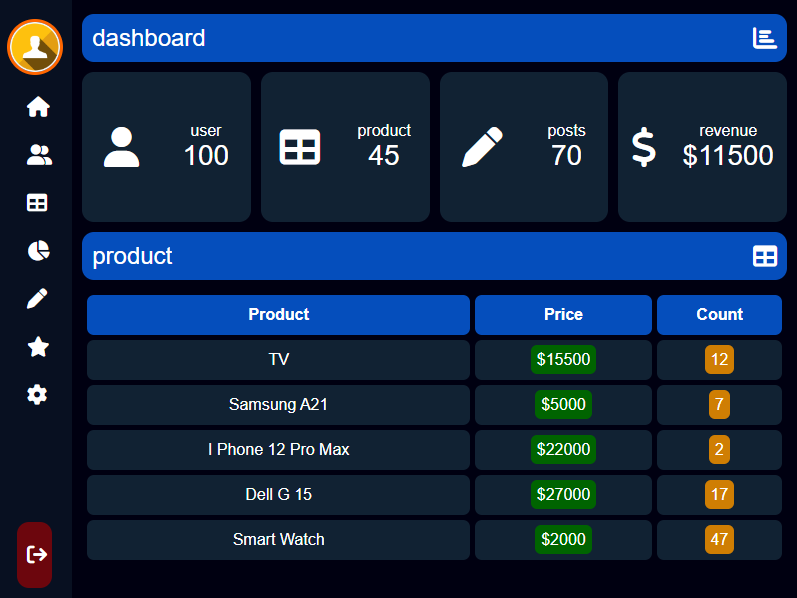 dashboard
user
100
product
45
posts
70
revenue
$11500
product
Product Price Count
TV $15500 12
Samsung A21 $5000 7
I Phone 12 Pro Max $22000 2
Dell G 15 $27000 17
Smart Watch $2000 47